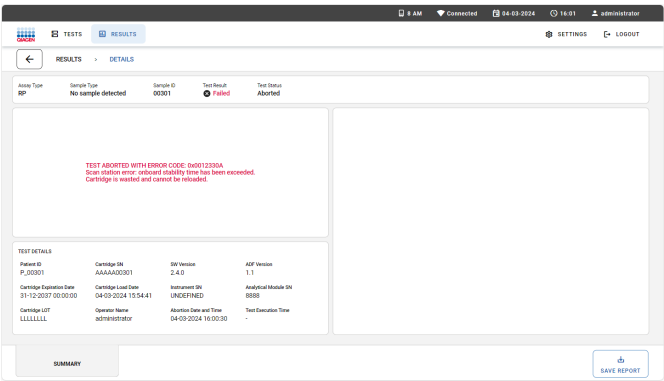 8 AM Connected 04-03-2024 16:01 administrator
QIAGEN TESTS RESULTS SETTINGS LOGOUT
RESULTS > DETAILS
Assay Type Sample Type Sample ID Test Result Test Status
RP No sample detected 00301 Failed Aborted
TEST ABORTED WITH ERROR CODE: 0x0012330A
Scan station error: onboard stability time has been exceeded.
Cartridge is wasted and cannot be reloaded.
TEST DETAILS
Patient ID Cartridge SN SW Version ADF Version
P_00301 AAAAA00301 2.4.0 1.1
Cartridge Expiration Date Cartridge Load Date Instrument SN Analytical Module SN
31-12-2037 00:00:00 04-03-2024 15:54:41 UNDEFINED 8888
Cartridge LOT Operator Name Abortion Date and Time Test Execution Time
LLLLLLLL administrator 04-03-2024 16:00:30 -
SUMMARY
SAVE REPORT